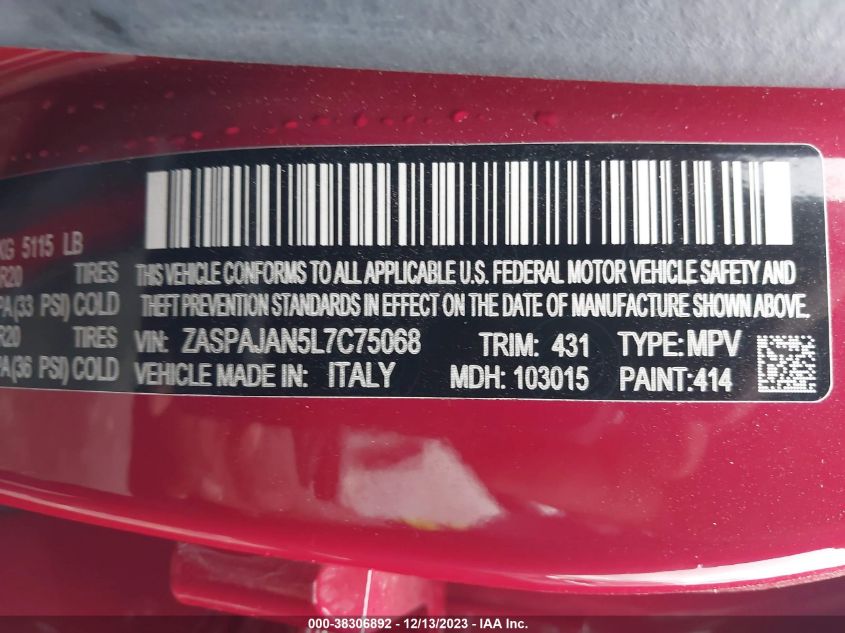 KG 5115 LB
R20 TIRES
PA(33 PSI) COLD
R20 TIRES
PA(36 PSI) COLD
THIS VEHICLE CONFORMS TO ALL APPLICABLE U.S. FEDERAL MOTOR VEHICLE SAFETY AND
THEFT PREVENTION STANDARDS IN EFFECT ON THE DATE OF MANUFACTURE SHOWN ABOVE.
VIN: ZASPAJAN5L7C75068 TRIM: 431 TYPE: MPV
VEHICLE MADE IN: ITALY MDH: 103015 PAINT:414
000-38306892 - 12/13/2023 - IAA Inc.